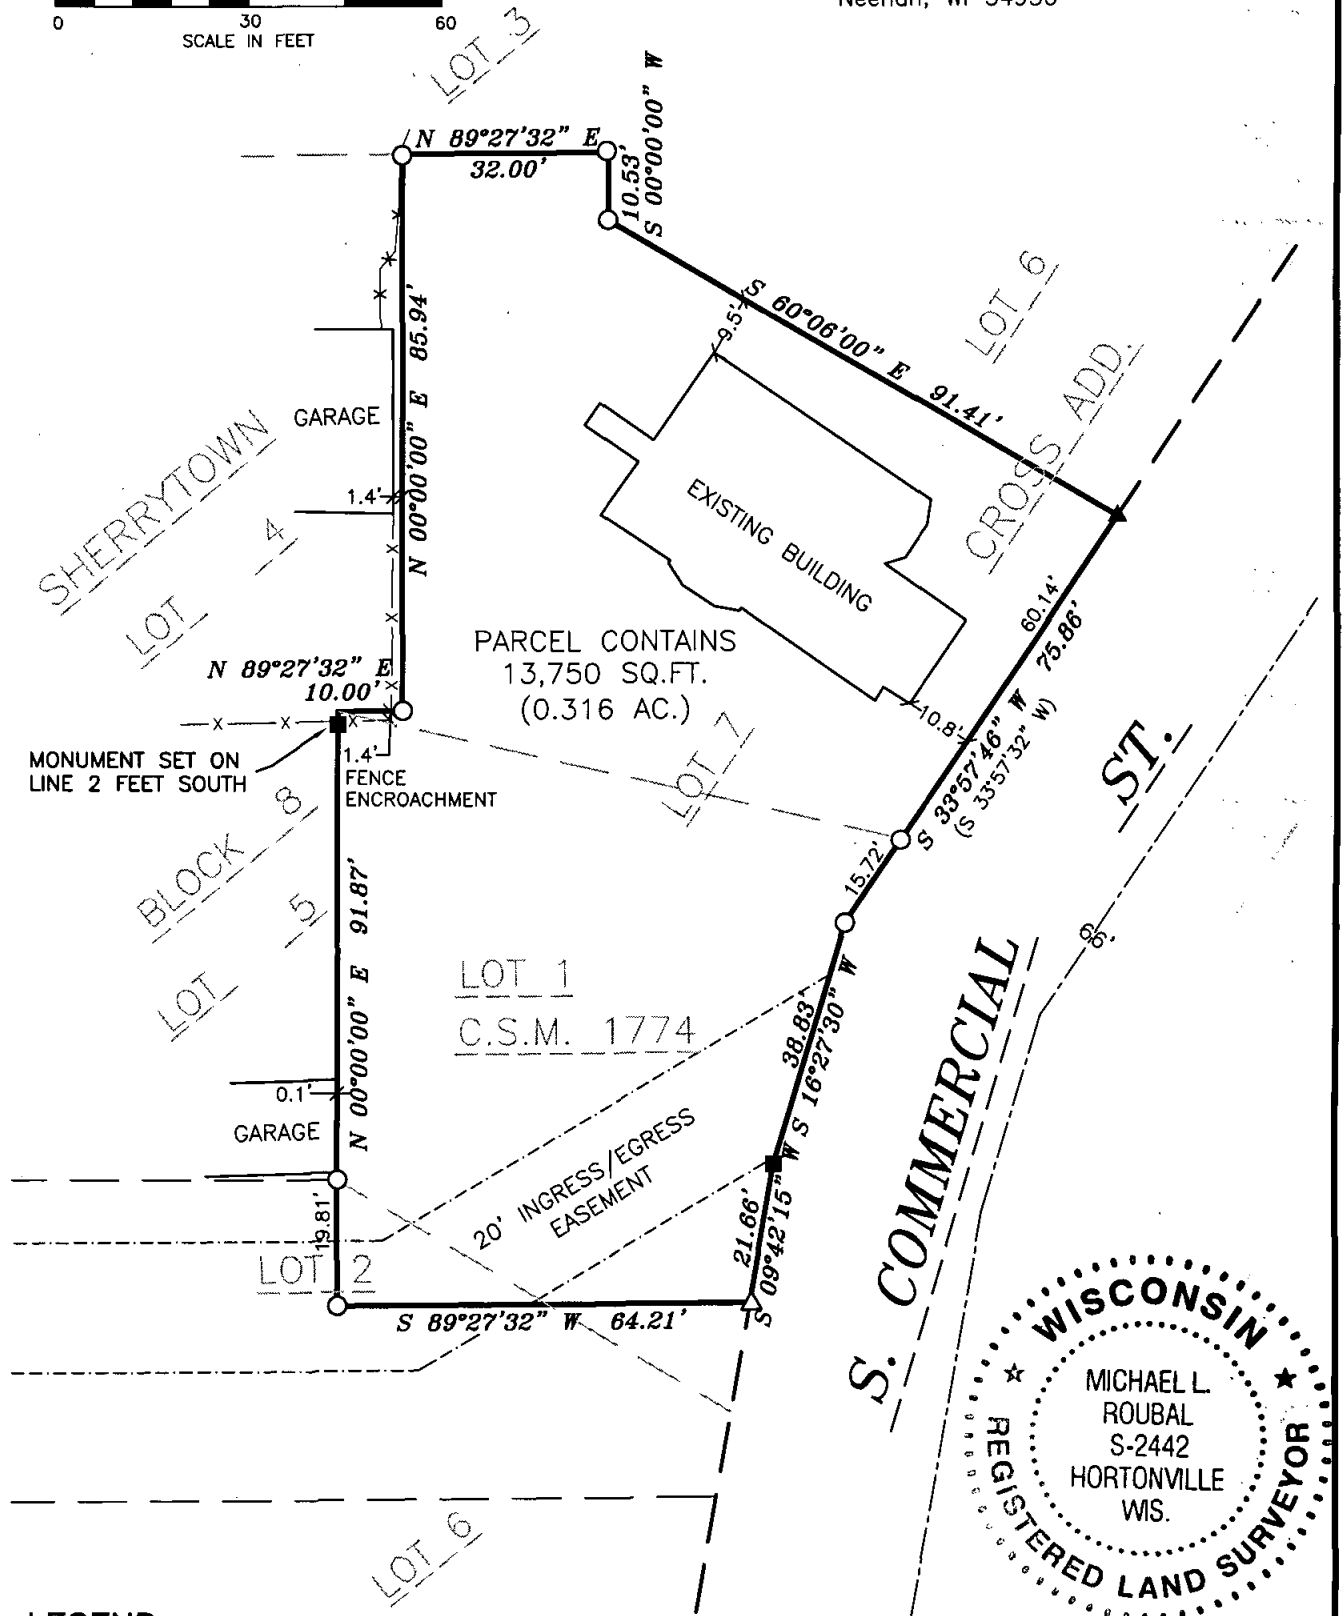 Neenah, WI 54956
0 30 60
SCALE IN FEET
LOT 3
N 89°27'32" E
32.00'
10.53'
S 00°00'00" W
S 60°06'00" E 91.41'
9.5'
LOT 6
CROSS ADD.
N 00°00'00" E 85.94'
GARAGE
1.4'
SHERRYTOWN
LOT 4
EXISTING BUILDING
PARCEL CONTAINS
13,750 SQ.FT.
(0.316 AC.)
60.14'
S 33°57'46" W 75.86'
(S 33°57'32" W)
10.8'
N 89°27'32" E
10.00'
MONUMENT SET ON
LINE 2 FEET SOUTH
1.4'
FENCE
ENCROACHMENT
LOT 7
BLOCK 8
LOT 5
15.72'
N 00°00'00" E 91.87'
LOT 1
C.S.M. 1774
38.83'
S 16°27'30" W
66'
S. COMMERCIAL ST.
0.1'
GARAGE
20' INGRESS/EGRESS
EASEMENT
19.81'
LOT 2
21.66'
S 09°42'15" W
S 89°27'32" W 64.21'
LOT 6
WISCONSIN
MICHAEL L.
ROUBAL
S-2442
HORTONVILLE
WIS.
REGISTERED LAND SURVEYOR
LEGEND